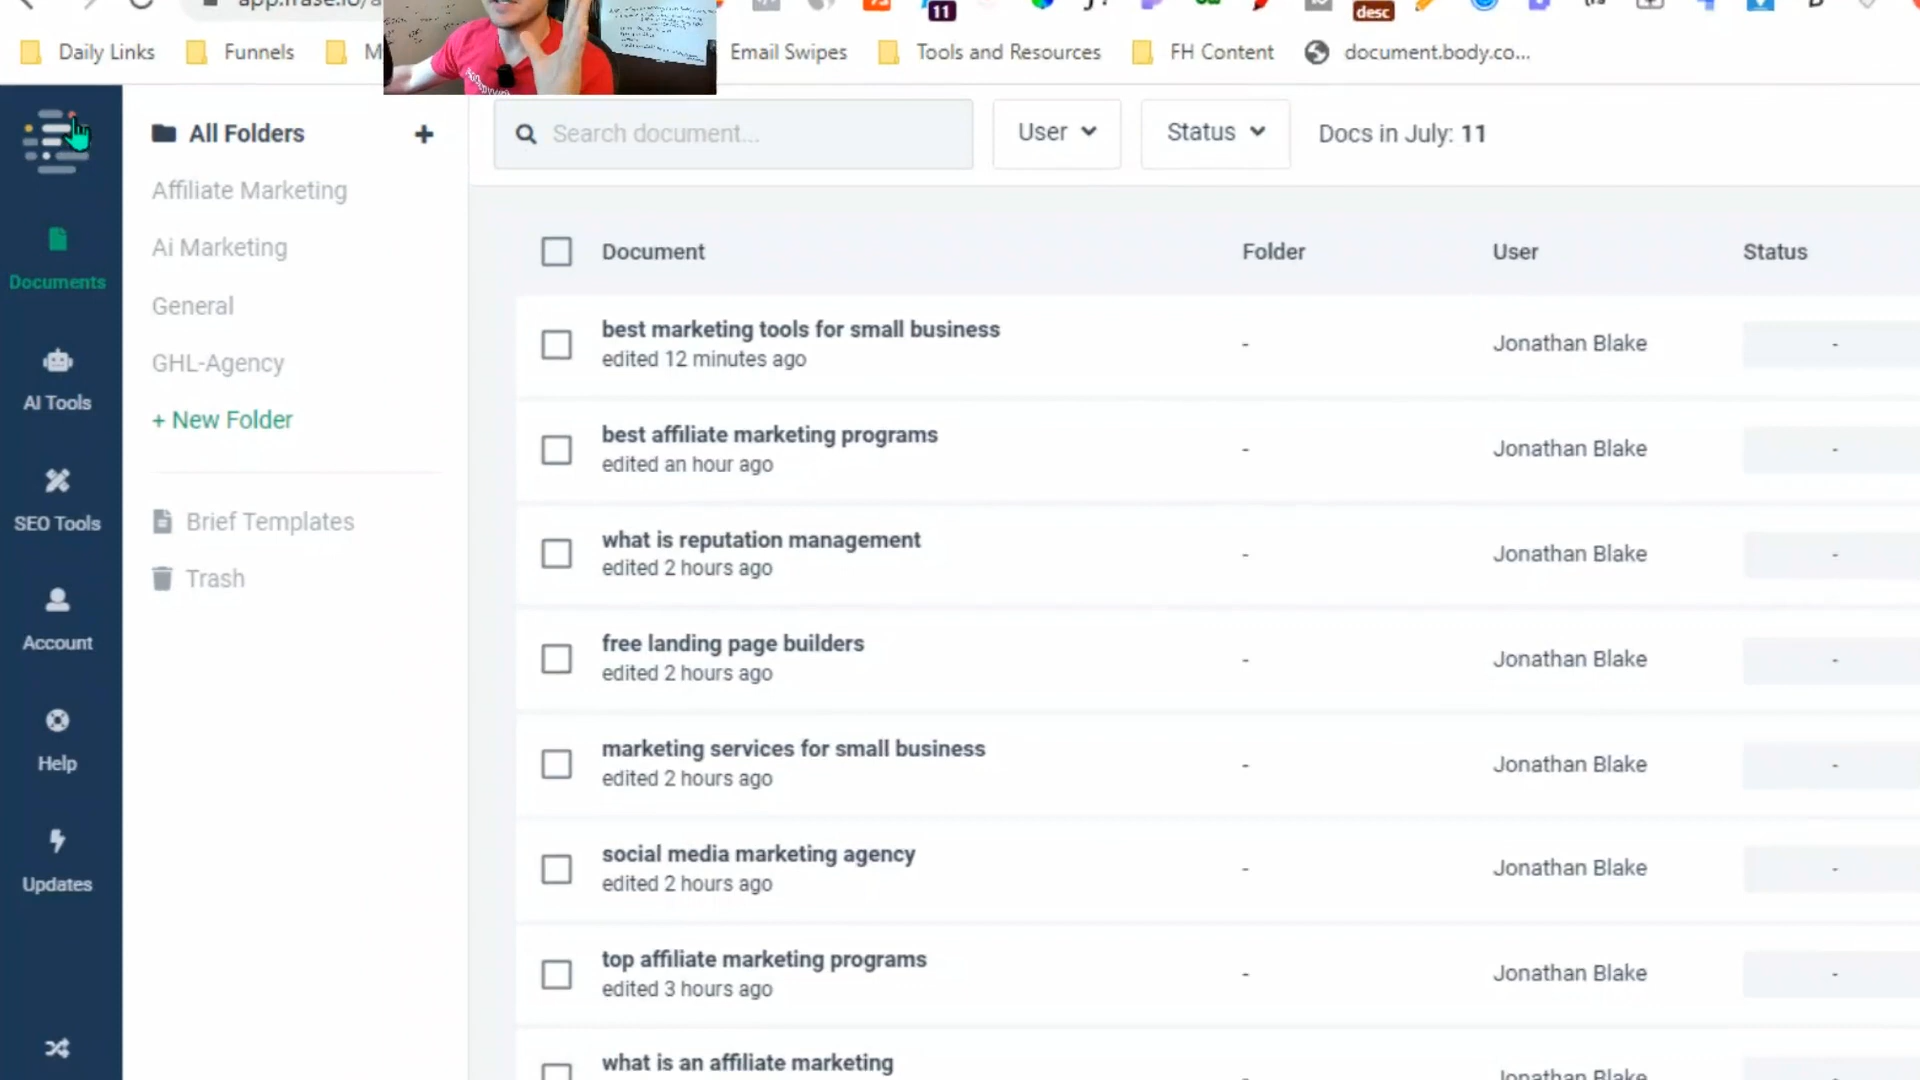 Daily Links
Funnels
M
Email Swipes
Tools and Resources
FH Content
document.body.co...
11
desc
All Folders
+
Search document...
User
Status
Docs in July: 11
Affiliate Marketing
Ai Marketing
General
GHL-Agency
+ New Folder
Brief Templates
Trash
Documents
AI Tools
SEO Tools
Account
Help
Updates
Document
Folder
User
Status
best marketing tools for small business
edited 12 minutes ago
-
Jonathan Blake
-
best affiliate marketing programs
edited an hour ago
-
Jonathan Blake
-
what is reputation management
edited 2 hours ago
-
Jonathan Blake
-
free landing page builders
edited 2 hours ago
-
Jonathan Blake
-
marketing services for small business
edited 2 hours ago
-
Jonathan Blake
-
social media marketing agency
edited 2 hours ago
-
Jonathan Blake
-
top affiliate marketing programs
edited 3 hours ago
-
Jonathan Blake
-
what is an affiliate marketing
-
Jonathan Blake
-